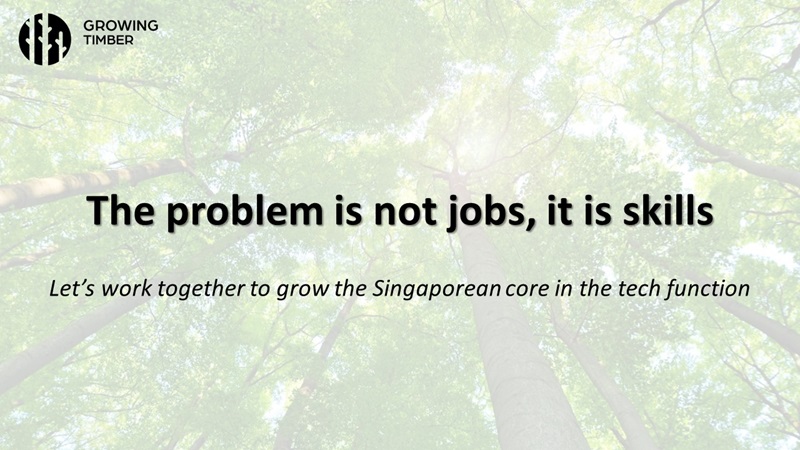 GROWING
TIMBER
The problem is not jobs, it is skills
Let’s work together to grow the Singaporean core in the tech function